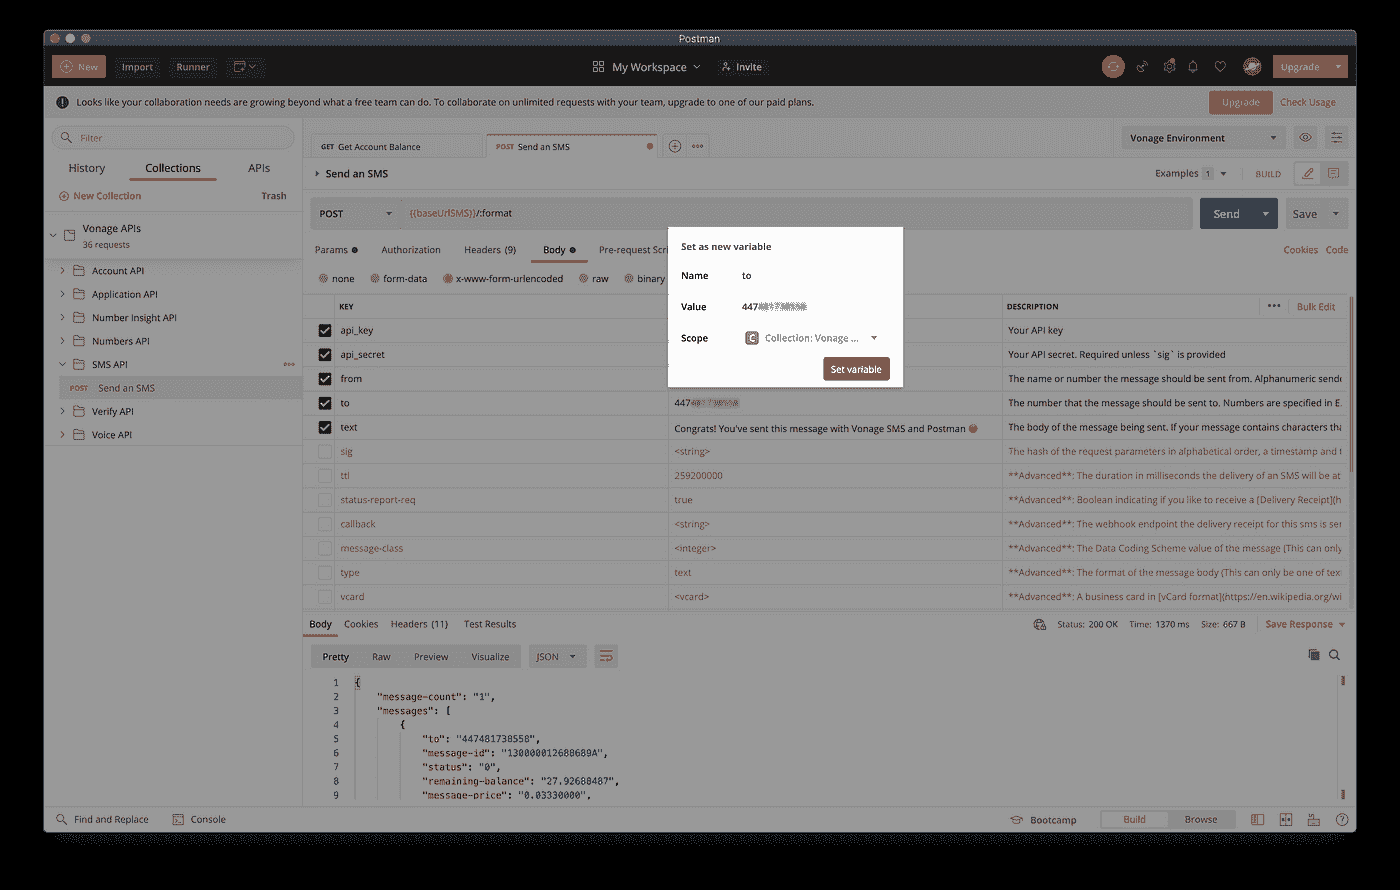 Postman
New Import Runner My Workspace Invite Upgrade
Looks like your collaboration needs are growing beyond what a free team can do. To collaborate on unlimited requests with your team, upgrade to one of our paid plans. Upgrade Check Usage
Filter
History Collections APIs
New Collection Trash
Vonage APIs
36 requests
Account API
Application API
Number Insight API
Numbers API
SMS API
POST Send an SMS
Verify API
Voice API
GET Get Account Balance POST Send an SMS Vonage Environment
Send an SMS Examples 1 BUILD
POST {{baseUrlSMS}}/:format Send Save
Params Authorization Headers (9) Body Pre-request Scri Cookies Code
none form-data x-www-form-urlencoded raw binary
Set as new variable
Name to
Value 447
Scope C Collection: Vonage ...
Set variable
KEY DESCRIPTION Bulk Edit
api_key Your API key
api_secret Your API secret. Required unless `sig` is provided
from The name or number the message should be sent from. Alphanumeric sende
to 447 The number that the message should be sent to. Numbers are specified in E.
text Congrats! You've sent this message with Vonage SMS and Postman The body of the message being sent. If your message contains characters tha
sig <string> The hash of the request parameters in alphabetical order, a timestamp and t
ttl 259200000 **Advanced**: The duration in milliseconds the delivery of an SMS will be at
status-report-req true **Advanced**: Boolean indicating if you like to receive a [Delivery Receipt](h
callback <string> **Advanced**: The webhook endpoint the delivery receipt for this sms is ser
message-class <integer> **Advanced**: The Data Coding Scheme value of the message (This can only
type text **Advanced**: The format of the message body (This can only be one of tex
vcard <vcard> **Advanced**: A business card in [vCard format](https://en.wikipedia.org/wi
Body Cookies Headers (11) Test Results Status: 200 OK Time: 1370 ms Size: 667 B Save Response
Pretty Raw Preview Visualize JSON
1 {
2 "message-count": "1",
3 "messages": [
4 {
5 "to": "447481738558",
6 "message-id": "130000012688689A",
7 "status": "0",
8 "remaining-balance": "27.92688487",
9 "message-price": "0.03330000",
Find and Replace Console Bootcamp Build Browse